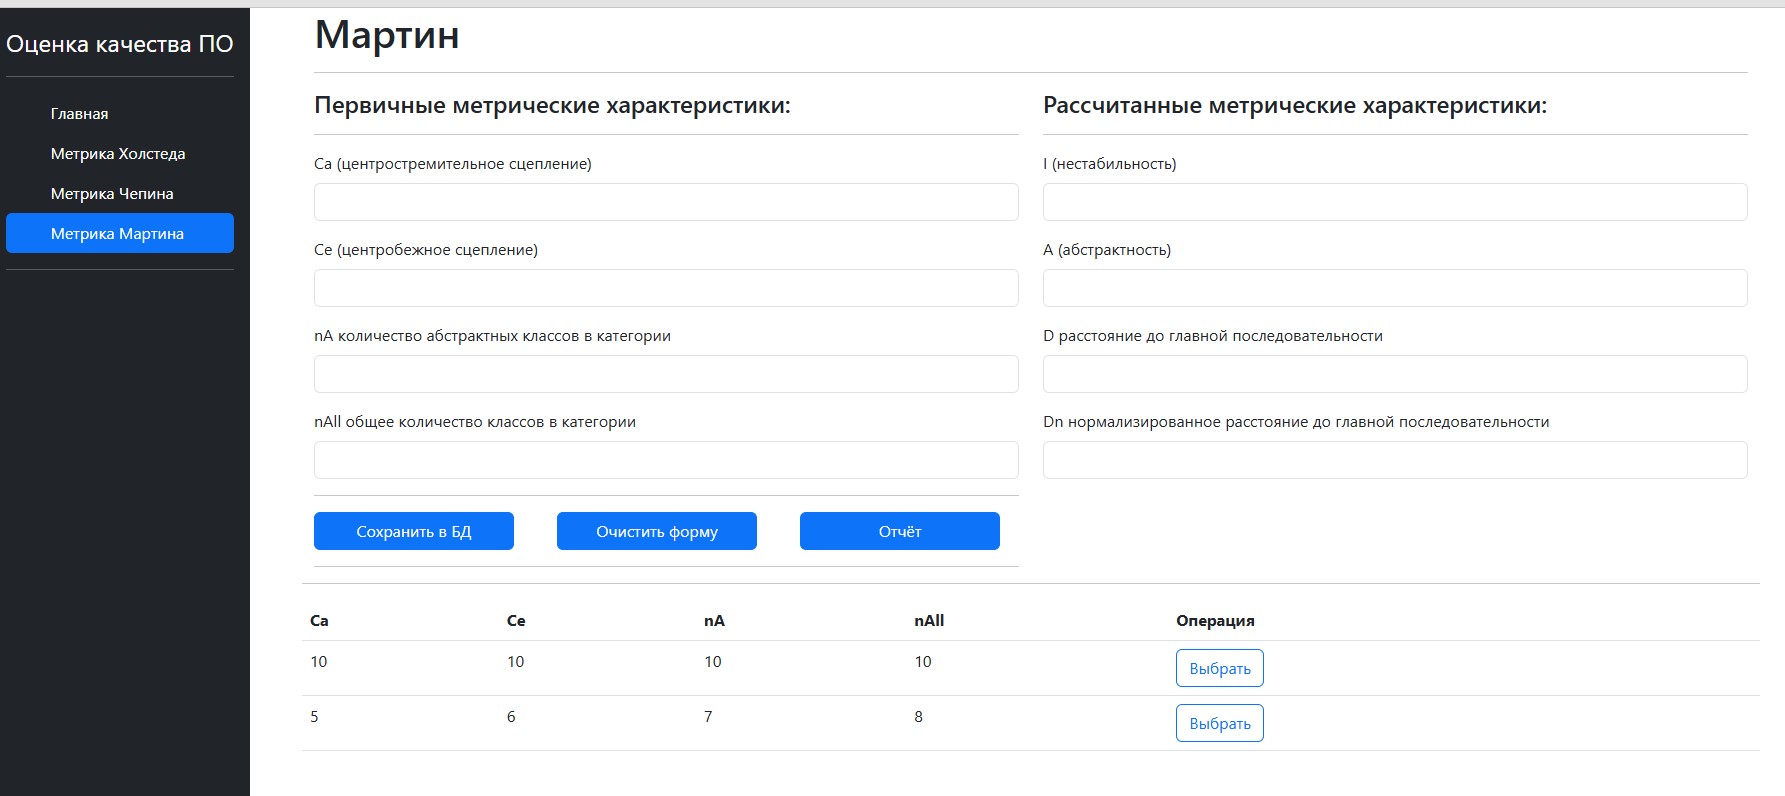 Оценка качества ПО
Главная
Метрика Холстеда
Метрика Чепина
Метрика Мартина
Мартин
Первичные метрические характеристики:
Ca (центростремительное сцепление)
Ce (центробежное сцепление)
nA количество абстрактных классов в категории
nAll общее количество классов в категории
Сохранить в БД
Очистить форму
Отчёт
Рассчитанные метрические характеристики:
I (нестабильность)
A (абстрактность)
D расстояние до главной последовательности
Dn нормализированное расстояние до главной последовательности
Ca Ce nA nAll Операция
10 10 10 10 Выбрать
5 6 7 8 Выбрать